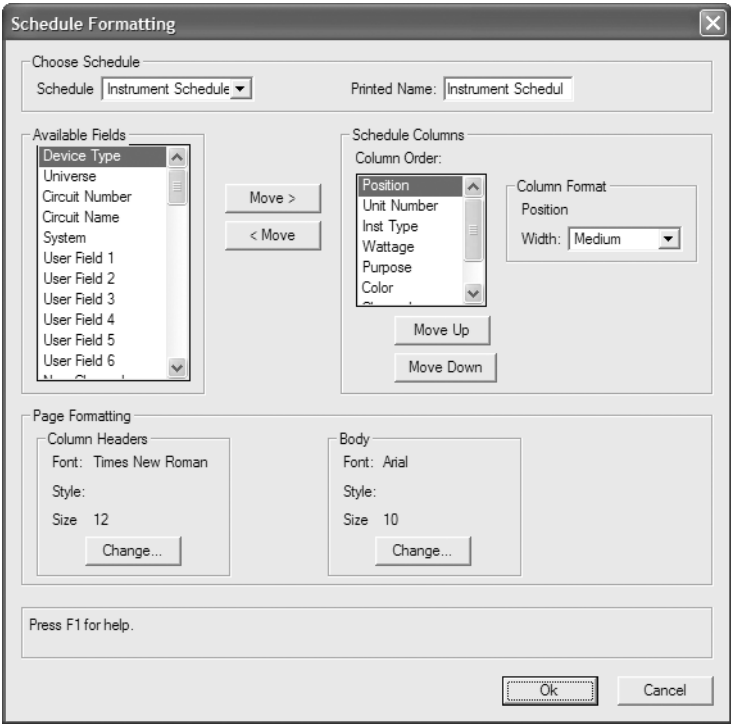 Schedule Formatting
Choose Schedule
Schedule Instrument Schedule Printed Name: Instrument Schedul
Available Fields
Device Type
Universe
Circuit Number
Circuit Name
System
User Field 1
User Field 2
User Field 3
User Field 4
User Field 5
User Field 6
Move >
< Move
Schedule Columns
Column Order:
Position
Unit Number
Inst Type
Wattage
Purpose
Color
Column Format
Position
Width: Medium
Move Up
Move Down
Page Formatting
Column Headers
Font: Times New Roman
Style:
Size 12
Change...
Body
Font: Arial
Style:
Size 10
Change...
Press F1 for help.
Ok Cancel